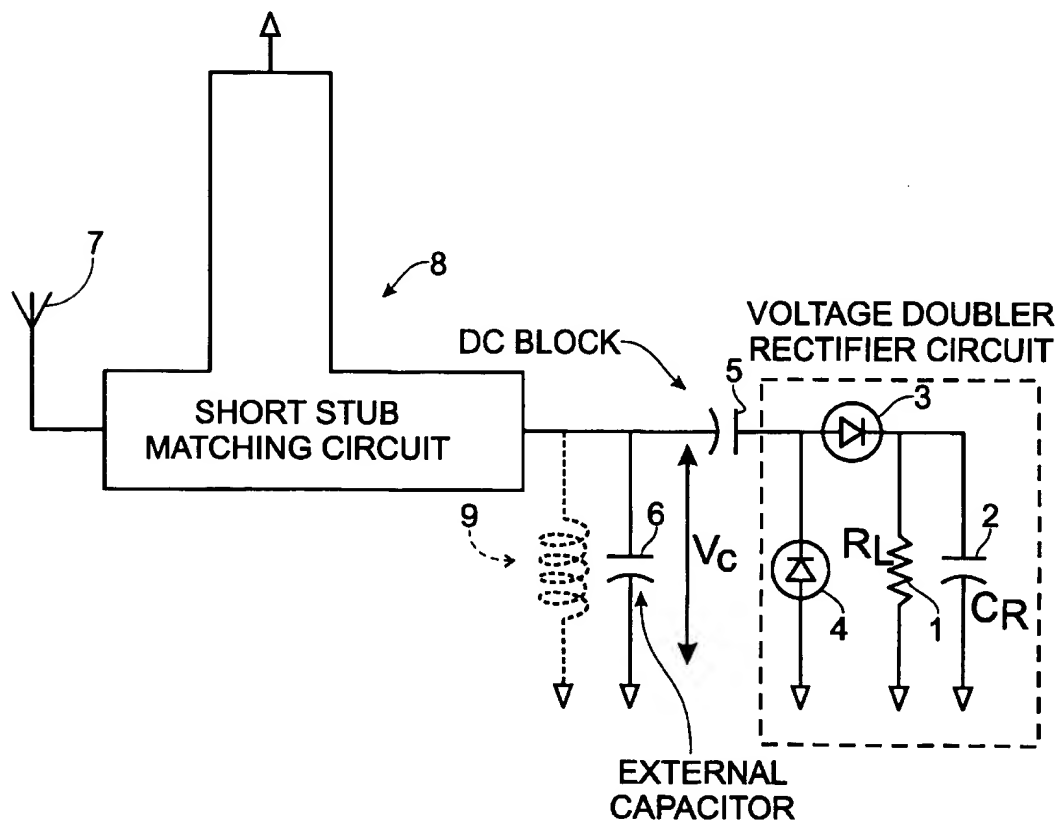 7
8
DC BLOCK
VOLTAGE DOUBLER
RECTIFIER CIRCUIT
5
3
SHORT STUB
MATCHING CIRCUIT
9
6
VC
RL
2
4
1
CR
EXTERNAL
CAPACITOR